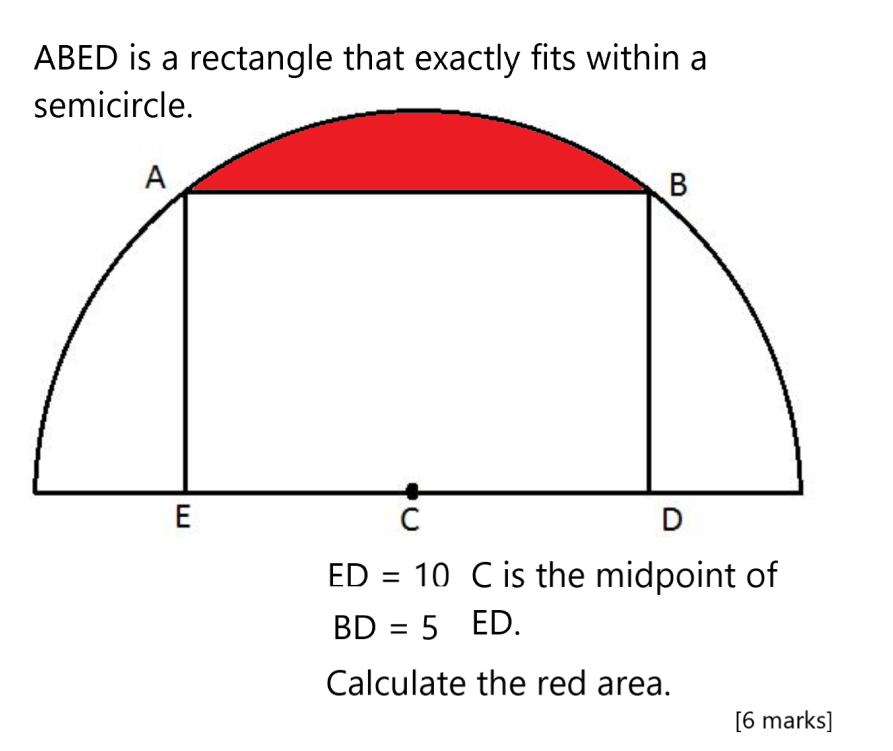 ABED is a rectangle that exactly fits within a
semicircle.
A
B
E
C
D
ED = 10 C is the midpoint of
BD = 5 ED.
Calculate the red area.
[6 marks]